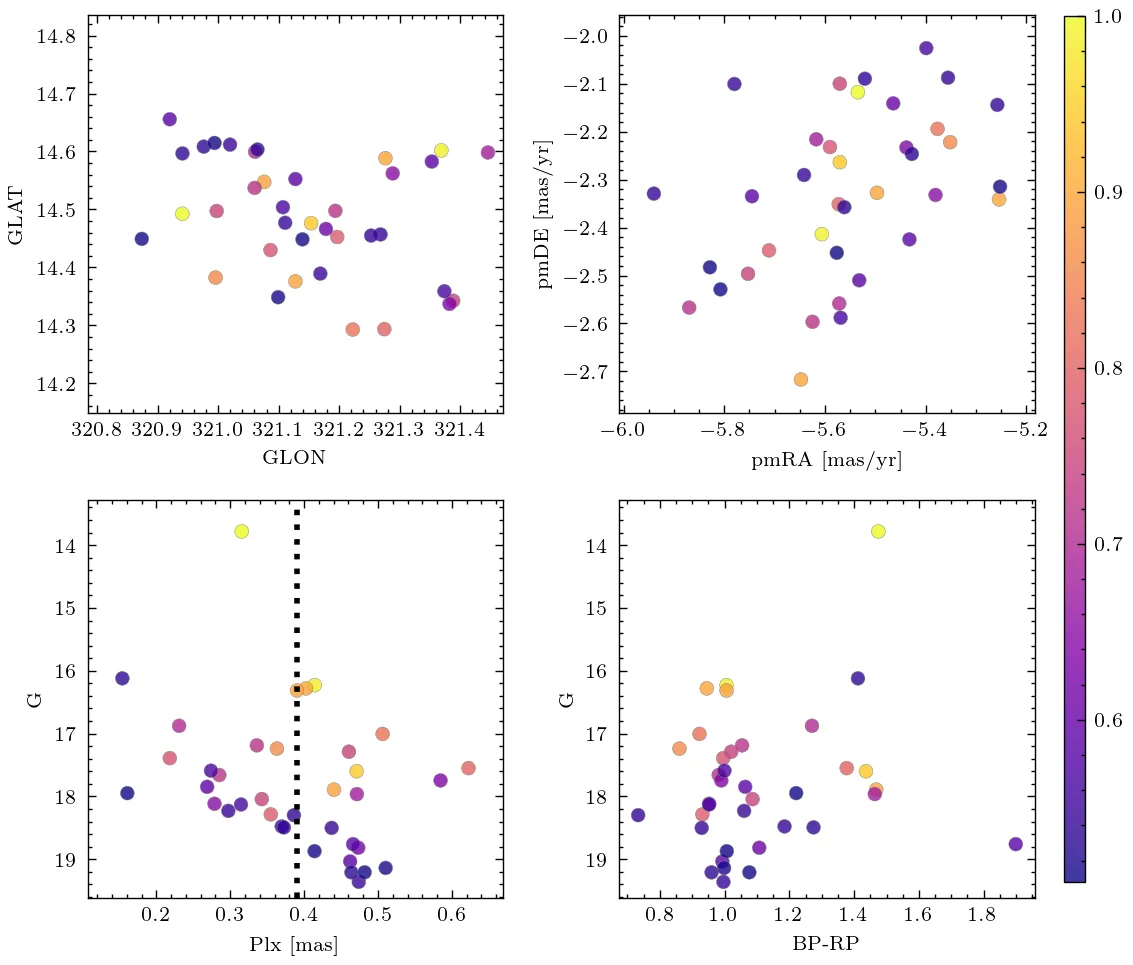 14.8
14.7
14.6
14.5
14.4
14.3
14.2
GLAT
320.8 320.9 321.0 321.1 321.2 321.3 321.4
GLON
−2.0
−2.1
−2.2
−2.3
−2.4
−2.5
−2.6
−2.7
pmDE [mas/yr]
−6.0 −5.8 −5.6 −5.4 −5.2
pmRA [mas/yr]
14
15
16
17
18
19
G
0.2 0.3 0.4 0.5 0.6
Plx [mas]
14
15
16
17
18
19
G
0.8 1.0 1.2 1.4 1.6 1.8
BP-RP
1.0
0.9
0.8
0.7
0.6